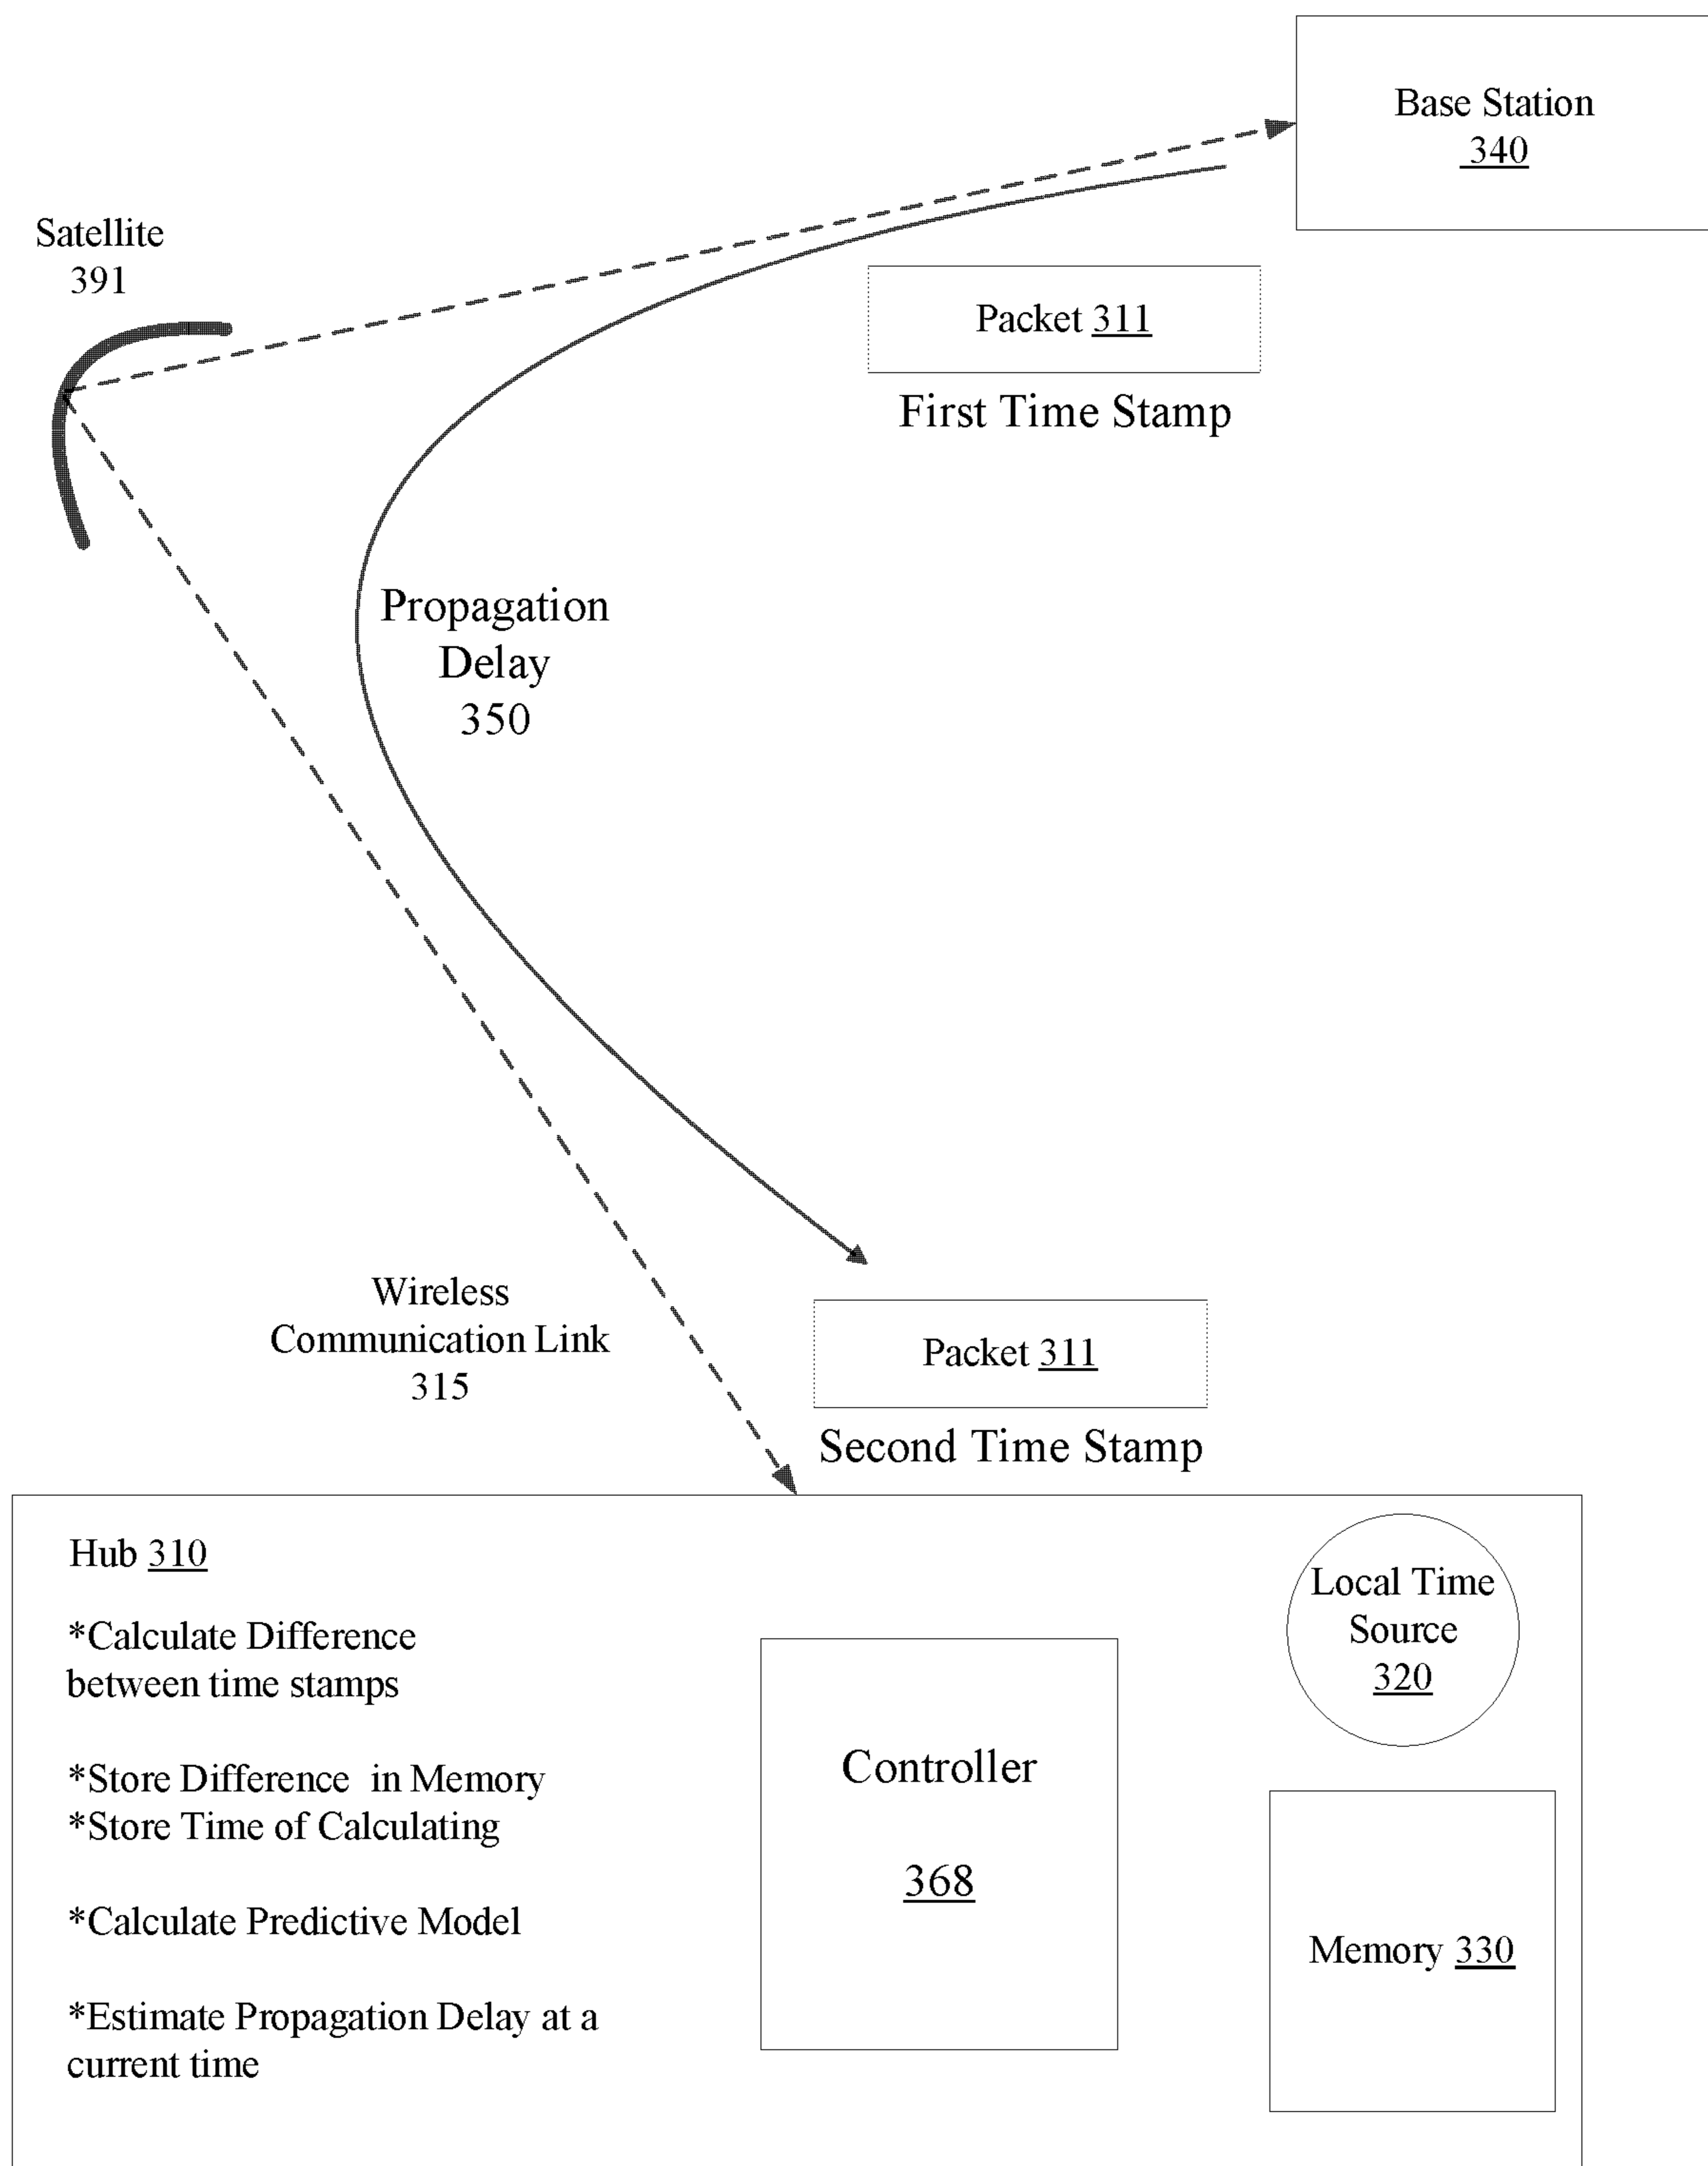 Base Station
340
Satellite
391
Packet 311
First Time Stamp
Propagation
Delay
350
Wireless
Communication Link
315
Packet 311
Second Time Stamp
Hub 310
*Calculate Difference
between time stamps
*Store Difference in Memory
*Store Time of Calculating
*Calculate Predictive Model
*Estimate Propagation Delay at a
current time
Controller
368
Local Time
Source
320
Memory 330